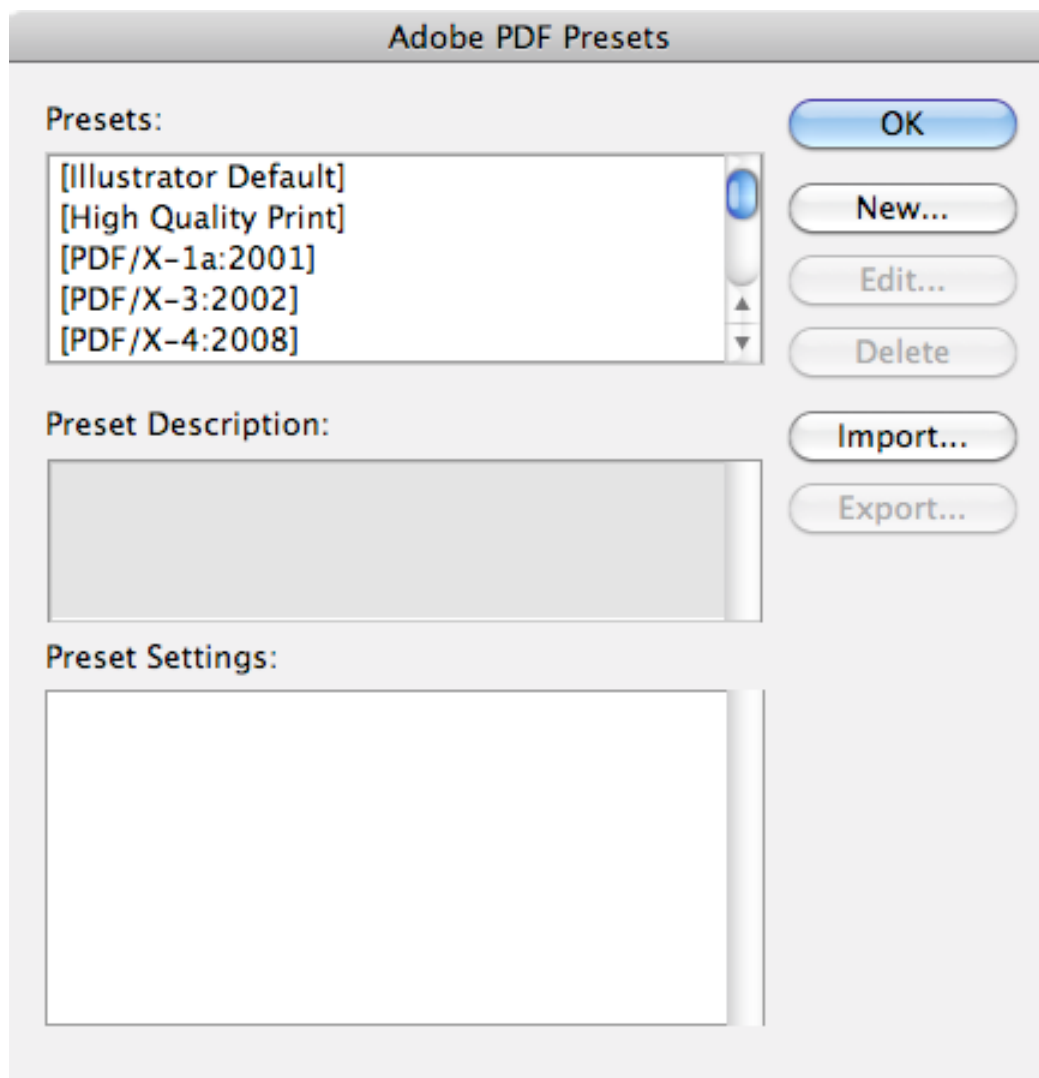 Adobe PDF Presets
Presets:
[Illustrator Default]
[High Quality Print]
[PDF/X-1a:2001]
[PDF/X-3:2002]
[PDF/X-4:2008]
OK
New...
Edit...
Delete
Import...
Export...
Preset Description:
Preset Settings: